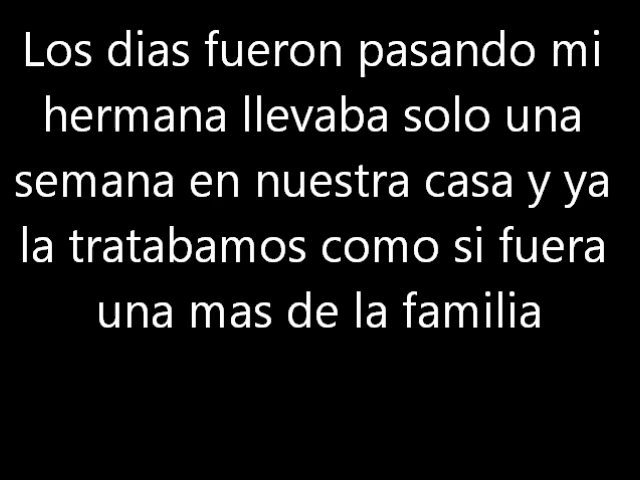 Los dias fueron pasando mi
hermana llevaba solo una
semana en nuestra casa y ya
la tratabamos como si fuera
una mas de la familia